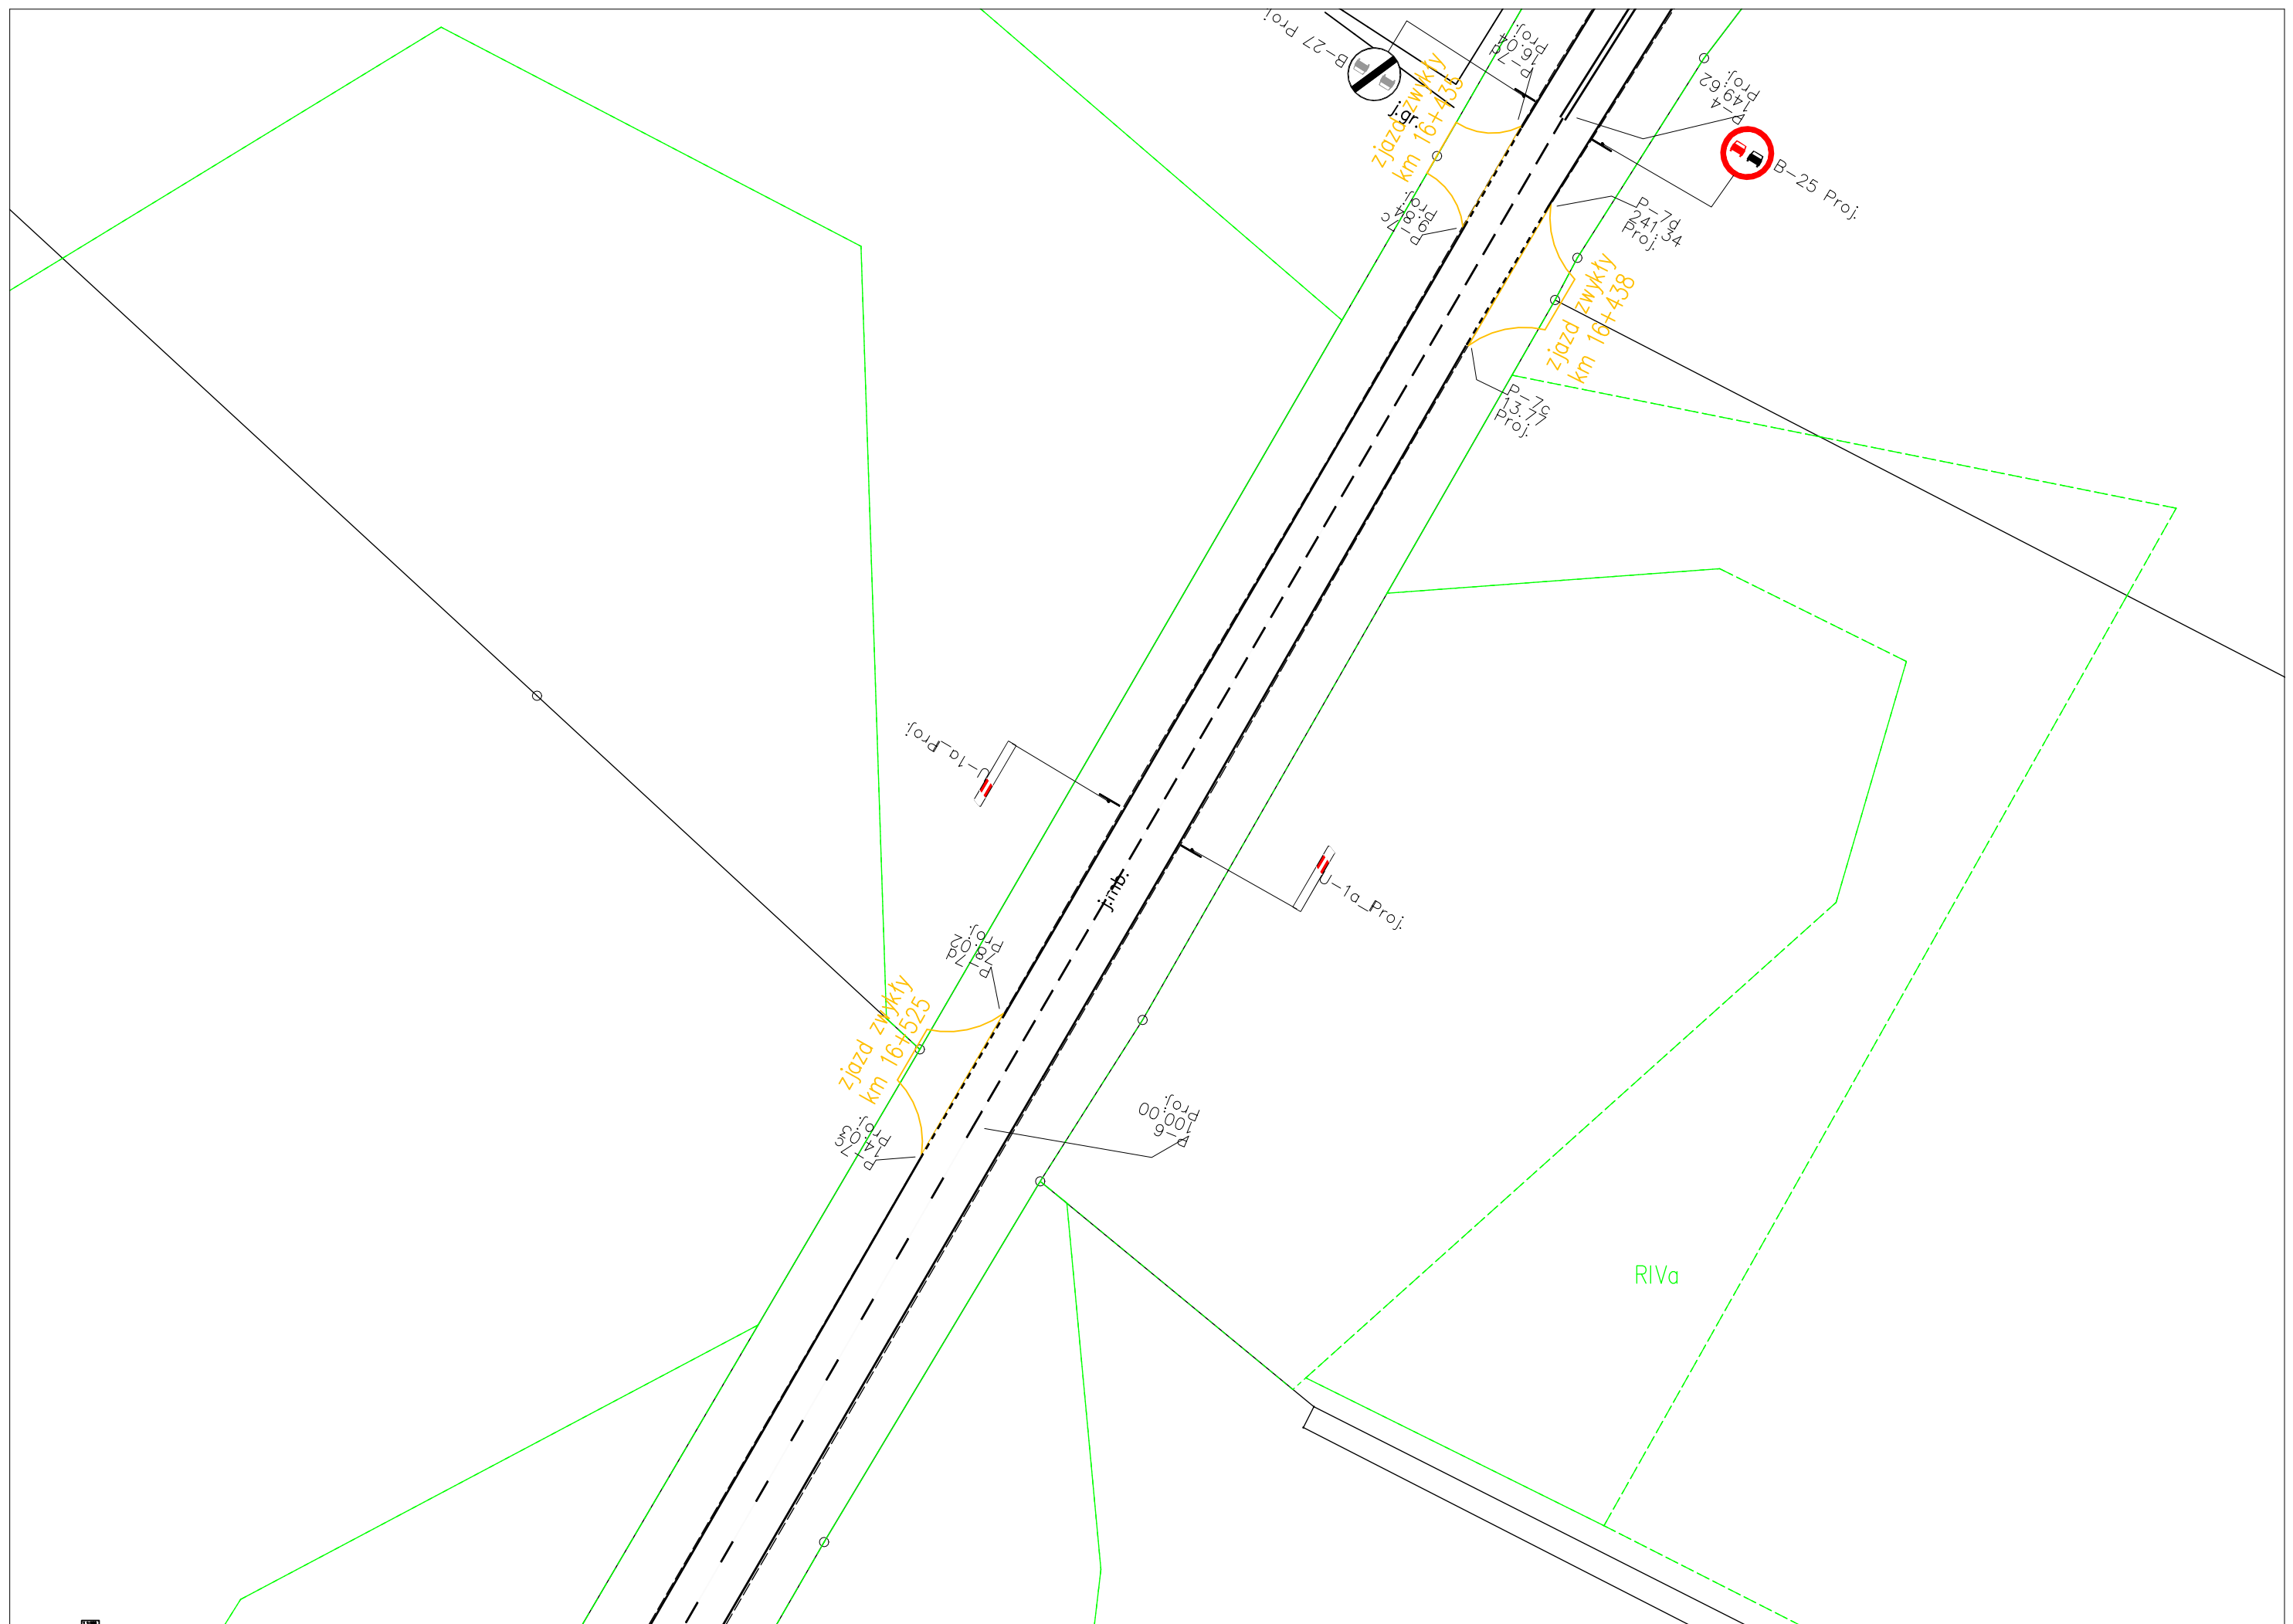 B-27 Proj
P-7d
16.04
Proj.
zjazd zwykły
km 16+435
j.gr.
P-4
149.62
Proj.
B-25 Proj.
P-7c
9.84
Proj.
P-7d
241.34
Proj.
zjazd zwykły
km 16+438
P-7c
13.77
Proj.
U-1a_Proj.
U-1a_Proj.
j.mb.
P-7d
78.02
Proj.
zjazd zwykły
km 16+525
P-7c
14.03
Proj.
P-6
100.00
Proj.
RIVa